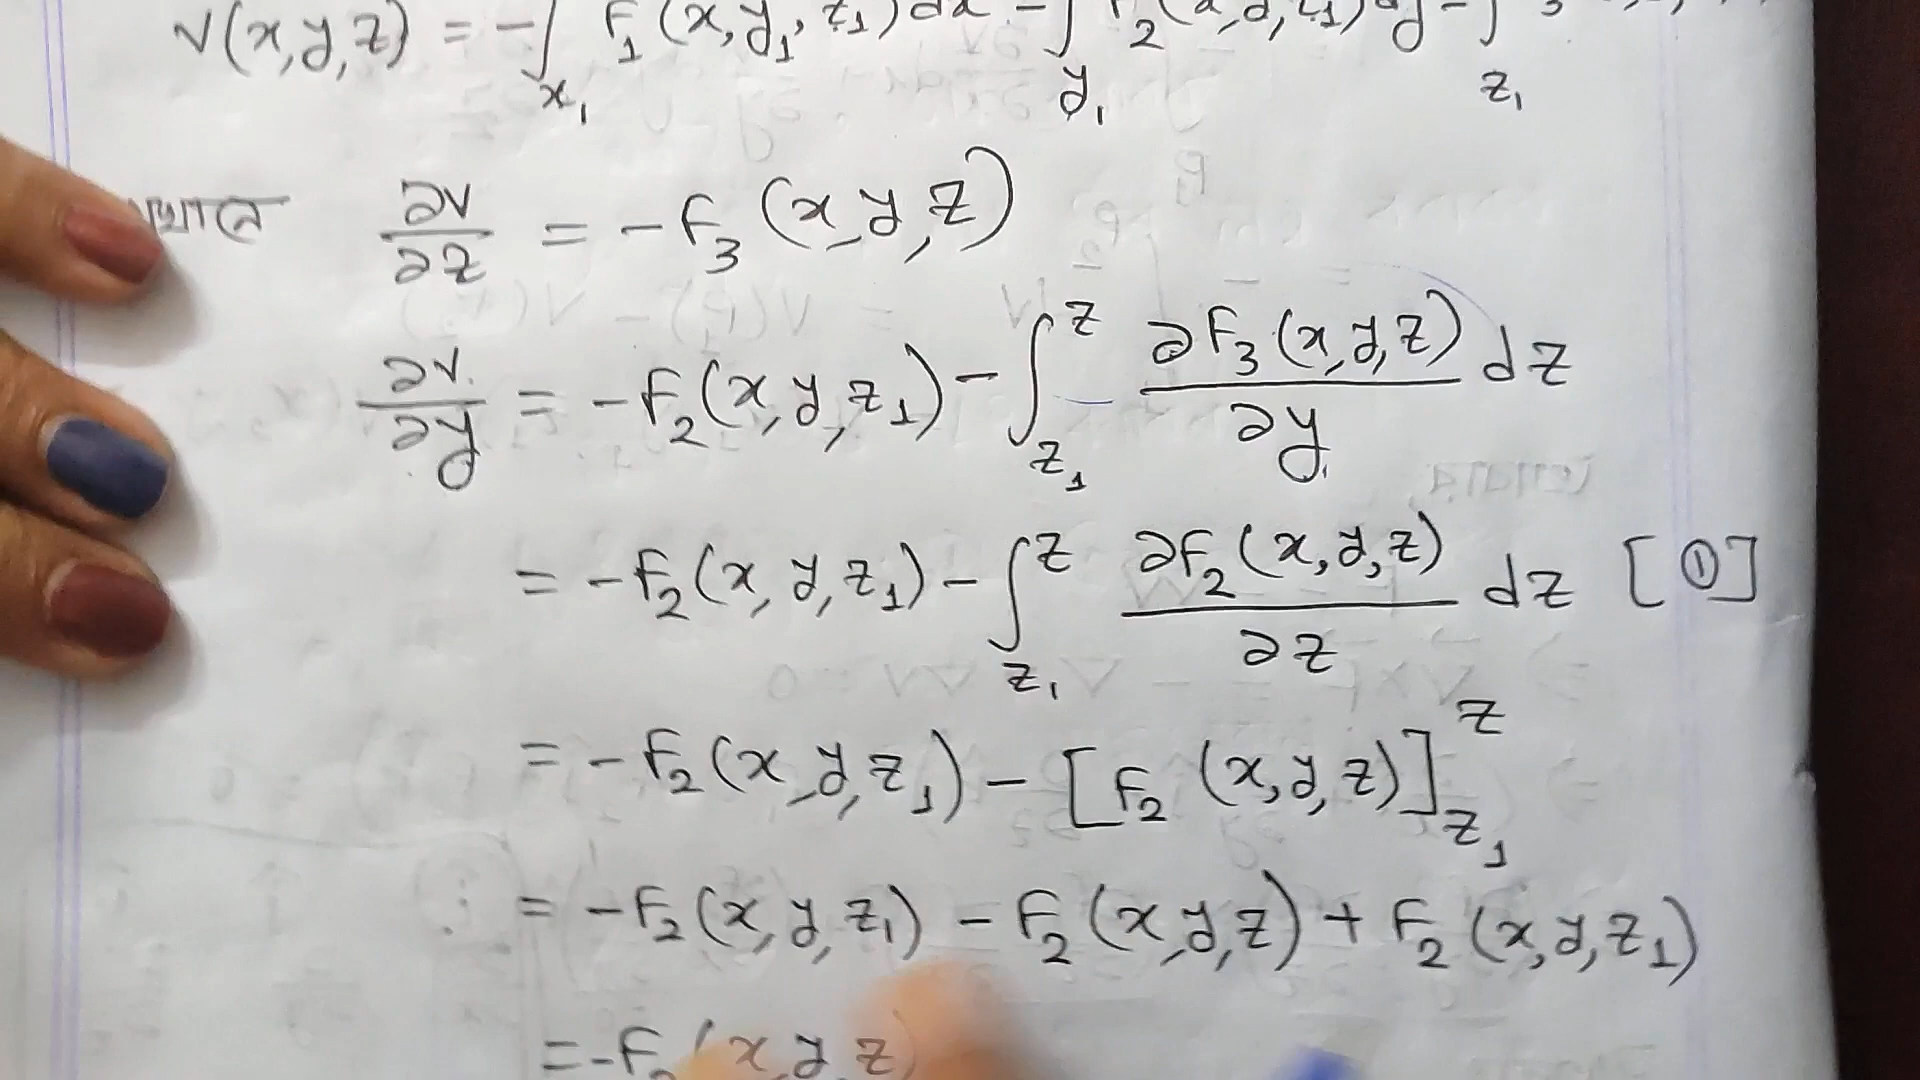 V(x,y,z) = -∫_{x₁} F₁(x,y₁,z₁)dx - ∫_{y₁} F₂(x,y,z₁)dy - ∫_{z₁}
∂V/∂z = -F₃(x,y,z)
∂V/∂y = -F₂(x,y,z₁) - ∫_{z₁}^{z} ∂F₃(x,y,z)/∂y dz
= -F₂(x,y,z₁) - ∫_{z₁}^{z} ∂F₂(x,y,z)/∂z dz [①]
= -F₂(x,y,z₁) - [F₂(x,y,z)]_{z₁}^{z}
= -F₂(x,y,z₁) - F₂(x,y,z) + F₂(x,y,z₁)
= -F₂(x,y,z)